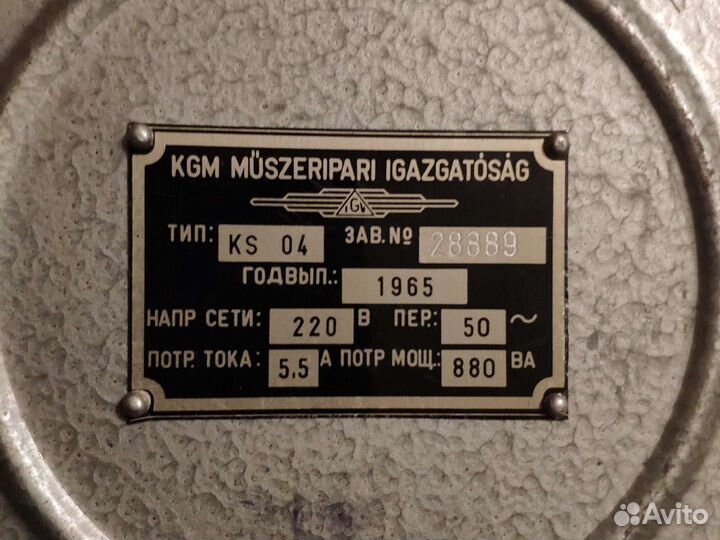 KGM MŰSZERIPARI IGAZGATÓSÁG
IGV
ТИП: KS 04 ЗАВ.№ 28889
ГОДВЫП.: 1965
НАПР СЕТИ: 220 В ПЕР.: 50 ~
ПОТР. ТОКА: 5.5 А ПОТР МОЩ.: 880 ВА
Avito